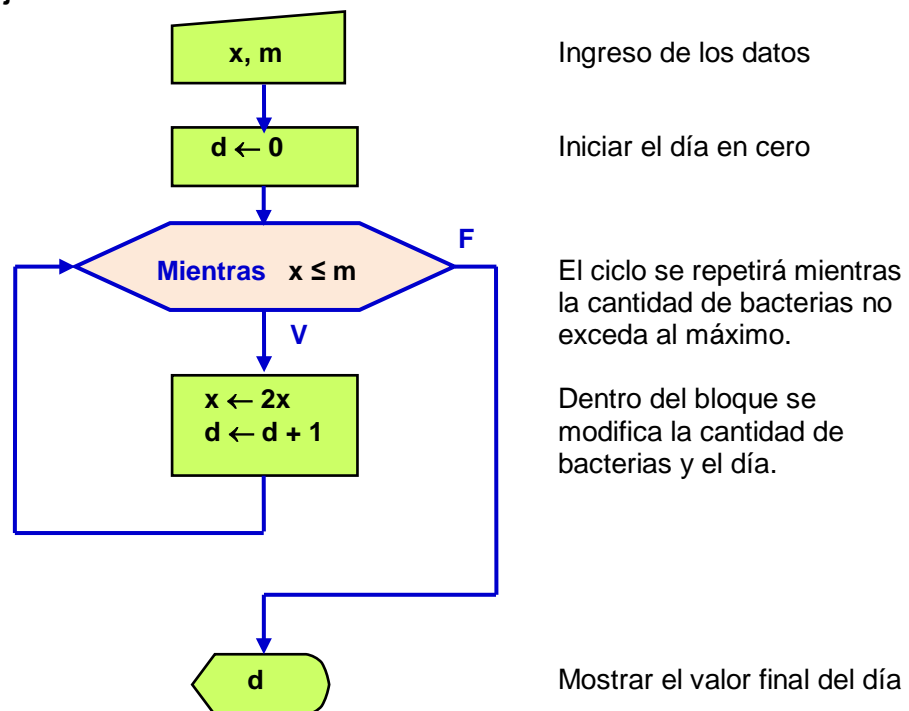 x, m
Ingreso de los datos
d ← 0
Iniciar el día en cero
F
Mientras x ≤ m
El ciclo se repetirá mientras
la cantidad de bacterias no
exceda al máximo.
V
x ← 2x
d ← d + 1
Dentro del bloque se
modifica la cantidad de
bacterias y el día.
d
Mostrar el valor final del día